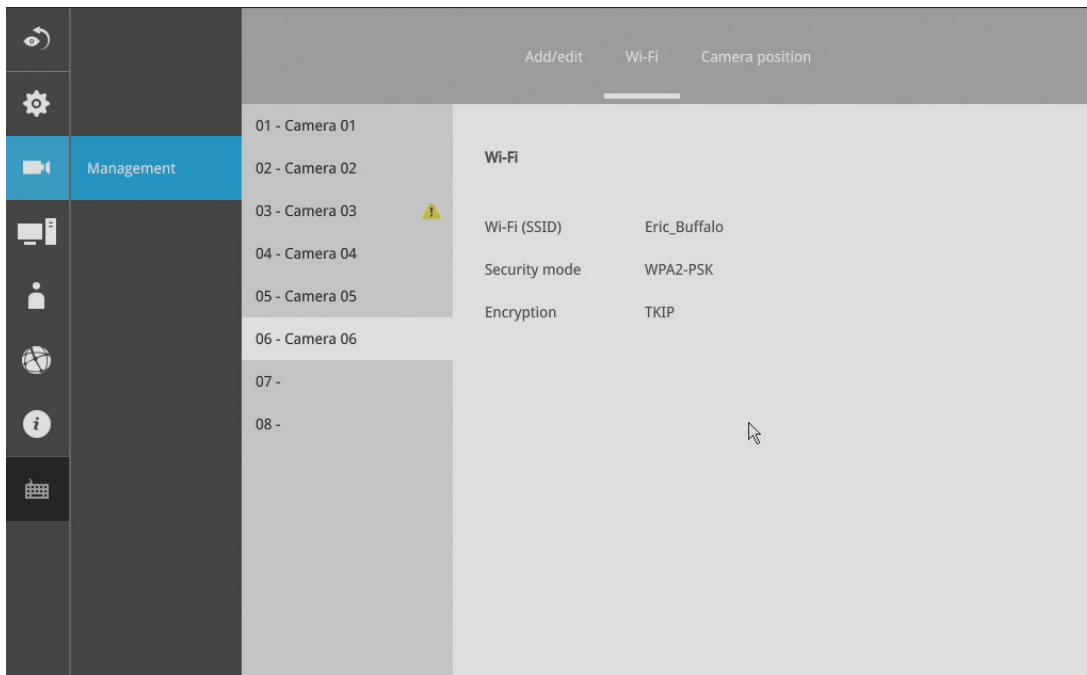 Add/edit Wi-Fi Camera position
Management
01 - Camera 01
02 - Camera 02
03 - Camera 03
04 - Camera 04
05 - Camera 05
06 - Camera 06
07 -
08 -
Wi-Fi
Wi-Fi (SSID) Eric_Buffalo
Security mode WPA2-PSK
Encryption TKIP